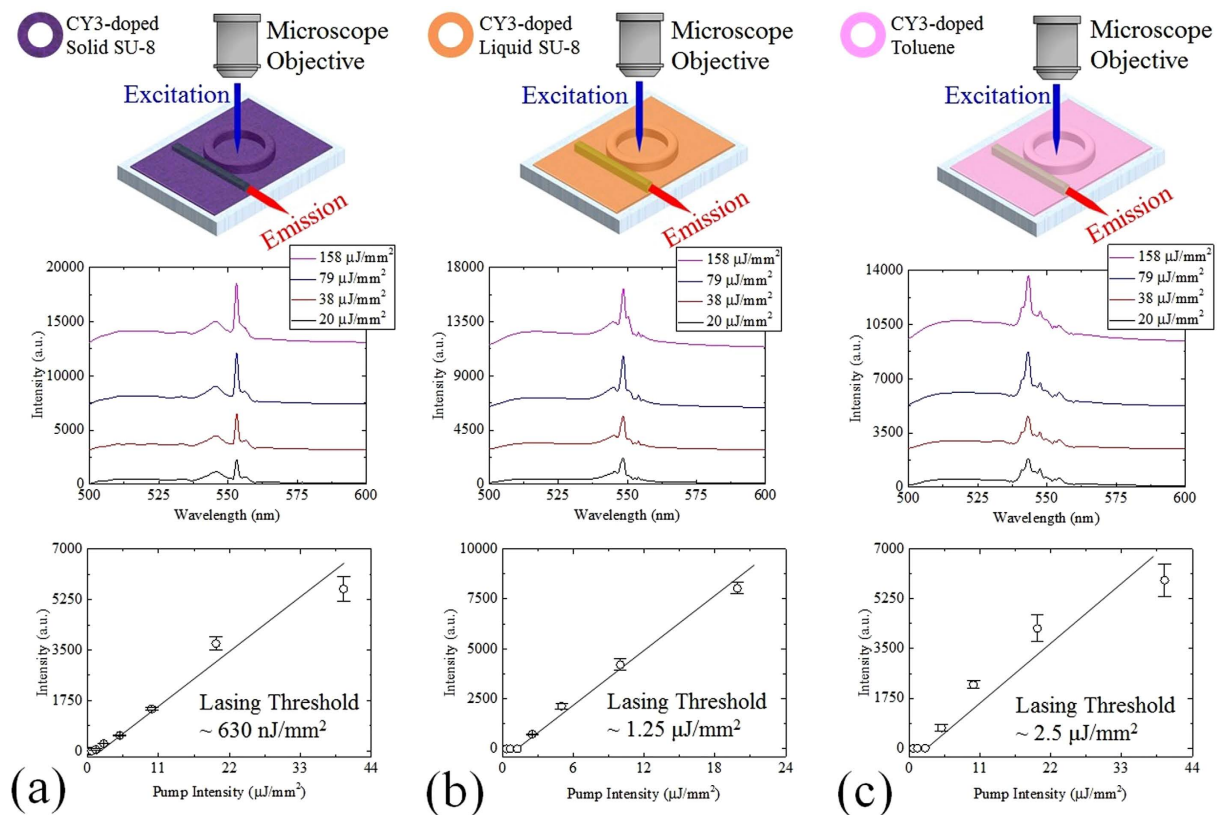 CY3-doped
Solid SU-8
Microscope
Objective
Excitation
Emission
CY3-doped
Liquid SU-8
Microscope
Objective
Excitation
Emission
CY3-doped
Toluene
Microscope
Objective
Excitation
Emission
158 μJ/mm²
79 μJ/mm²
38 μJ/mm²
20 μJ/mm²
20000
15000
10000
5000
0
Intensity (a.u.)
500 525 550 575 600
Wavelength (nm)
158 μJ/mm²
79 μJ/mm²
38 μJ/mm²
20 μJ/mm²
18000
13500
9000
4500
0
Intensity (a.u.)
500 525 550 575 600
Wavelength (nm)
158 μJ/mm²
79 μJ/mm²
38 μJ/mm²
20 μJ/mm²
14000
10500
7000
3500
0
Intensity (a.u.)
500 525 550 575 600
Wavelength (nm)
7000
5250
3500
1750
0
Intensity (a.u.)
Lasing Threshold
~ 630 nJ/mm²
0 11 22 33 44
Pump Intensity (μJ/mm²)
(a)
10000
7500
5000
2500
0
Intensity (a.u.)
Lasing Threshold
~ 1.25 μJ/mm²
0 6 12 18 24
Pump Intensity (μJ/mm²)
(b)
7000
5250
3500
1750
0
Intensity (a.u.)
Lasing Threshold
~ 2.5 μJ/mm²
0 11 22 33 44
Pump Intensity (μJ/mm²)
(c)